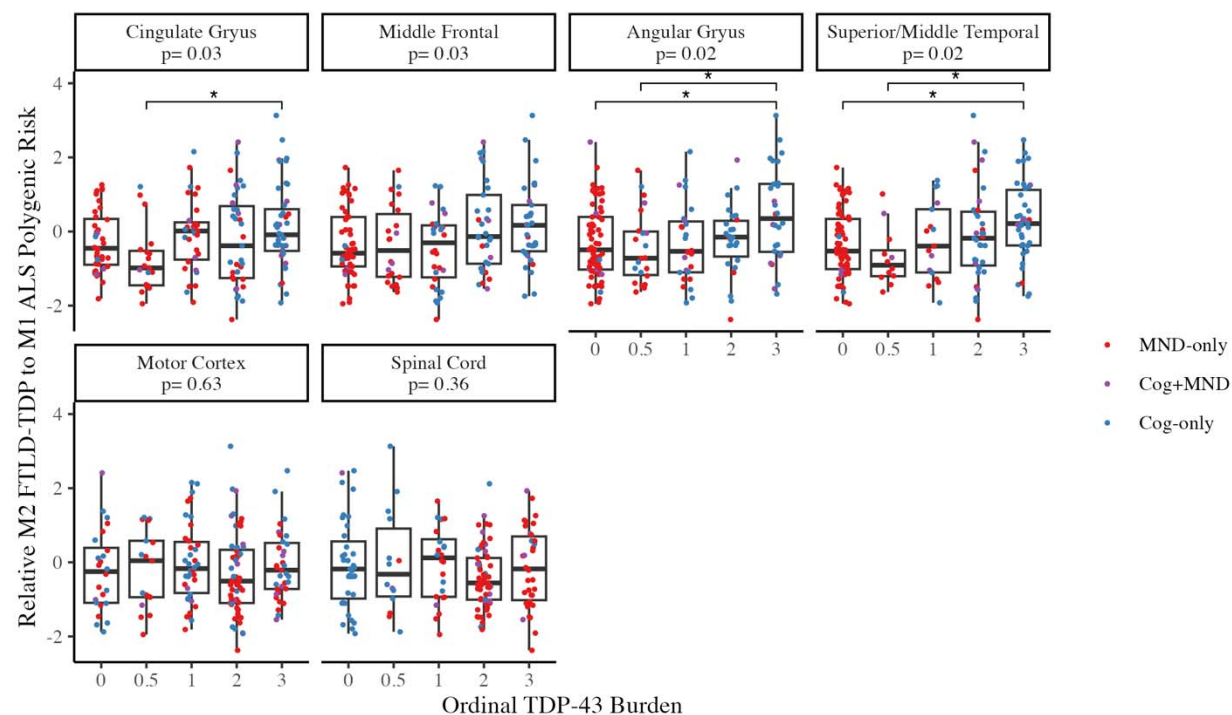 Cingulate Gryus
p= 0.03
Middle Frontal
p= 0.03
Angular Gryus
p= 0.02
Superior/Middle Temporal
p= 0.02
Relative M2 FTLD-TDP to M1 ALS Polygenic Risk
4
2
0
-2
*
*
*
*
*
0 0.5 1 2 3
0 0.5 1 2 3
Motor Cortex
p= 0.63
Spinal Cord
p= 0.36
4
2
0
-2
0 0.5 1 2 3
0 0.5 1 2 3
Ordinal TDP-43 Burden
MND-only
Cog+MND
Cog-only